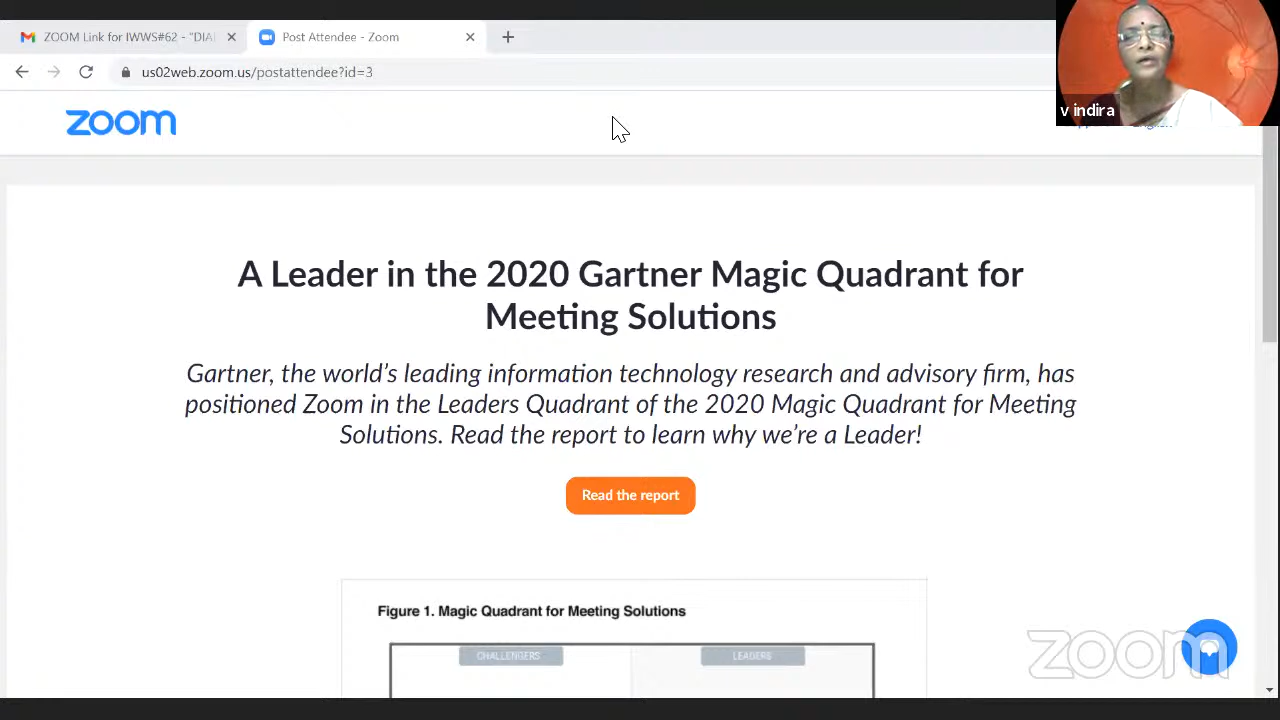 ZOOM Link for IWWS#62 - "DIA
Post Attendee - Zoom
us02web.zoom.us/postattendee?id=3
v indira
zoom
A Leader in the 2020 Gartner Magic Quadrant for
Meeting Solutions
Gartner, the world's leading information technology research and advisory firm, has
positioned Zoom in the Leaders Quadrant of the 2020 Magic Quadrant for Meeting
Solutions. Read the report to learn why we're a Leader!
Read the report
Figure 1. Magic Quadrant for Meeting Solutions
CHALLENGERS
LEADERS
zoom